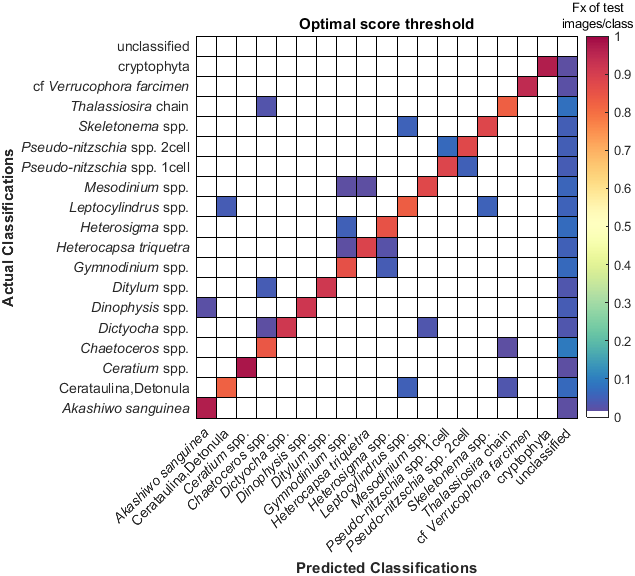 Optimal score threshold
Fx of test
images/class
Actual Classifications
unclassified
cryptophyta
cf Verrucophora farcimen
Thalassiosira chain
Skeletonema spp.
Pseudo-nitzschia spp. 2cell
Pseudo-nitzschia spp. 1cell
Mesodinium spp.
Leptocylindrus spp.
Heterosigma spp.
Heterocapsa triquetra
Gymnodinium spp.
Ditylum spp.
Dinophysis spp.
Dictyocha spp.
Chaetoceros spp.
Ceratium spp.
Cerataulina,Detonula
Akashiwo sanguinea
1
0.9
0.8
0.7
0.6
0.5
0.4
0.3
0.2
0.1
0
Akashiwo sanguinea
Cerataulina,Detonula
Ceratium spp.
Chaetoceros spp.
Dictyocha spp.
Dinophysis spp.
Ditylum spp.
Gymnodinium spp.
Heterocapsa triquetra
Heterosigma spp.
Leptocylindrus spp.
Mesodinium spp.
Pseudo-nitzschia spp. 1cell
Pseudo-nitzschia spp. 2cell
Skeletonema spp.
Thalassiosira chain
cf Verrucophora farcimen
cryptophyta
unclassified
Predicted Classifications